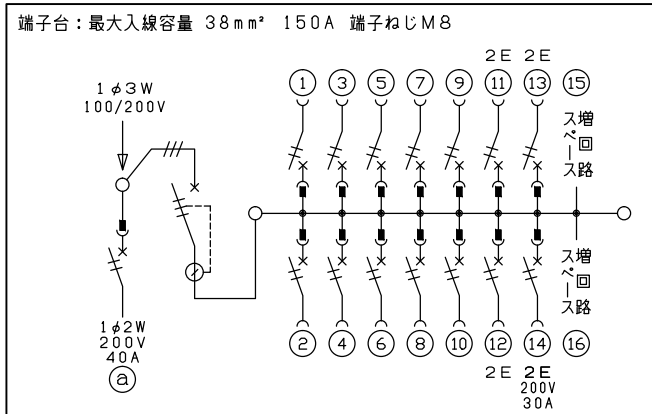 端子台：最大入線容量 38mm² 150A 端子ねじM8
1φ3W
100/200V
2E 2E
① ③ ⑤ ⑦ ⑨ ⑪ ⑬ ⑮
増回路
スペース
増回路
スペース
② ④ ⑥ ⑧ ⑩ ⑫ ⑭ ⑯
2E 2E
200V
30A
1φ2W
200V
40A
ⓐ